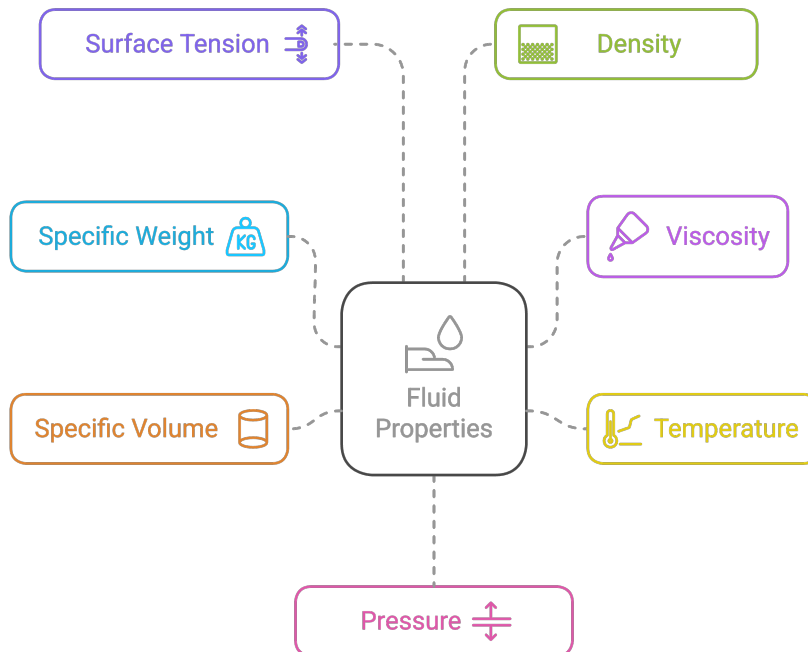 Surface Tension
Density
Specific Weight
KG
Viscosity
Fluid
Properties
Specific Volume
Temperature
Pressure